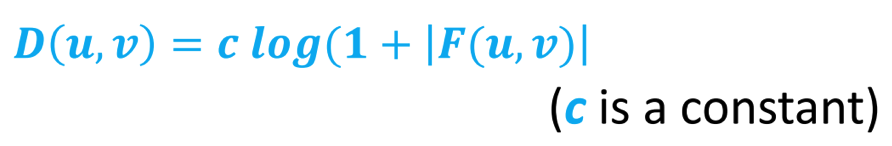 D(u, v) = c log(1 + |F(u, v)|
(c is a constant)